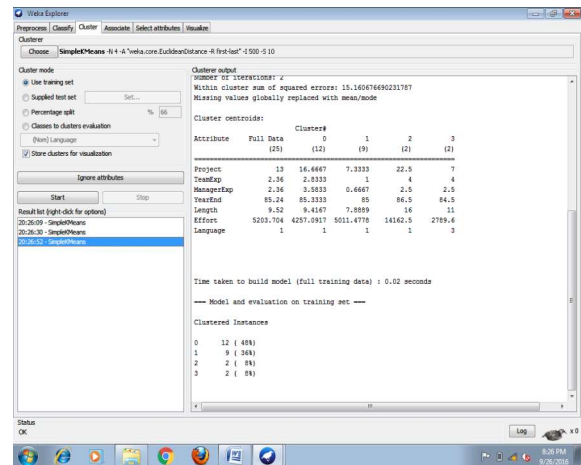 Weka Explorer
Preprocess Classify Cluster Associate Select attributes Visualize
Clusterer
Choose SimpleKMeans -N 4 -A "weka.core.EuclideanDistance -R first-last" -I 500 -S 10
Cluster mode
Use training set
Supplied test set Set...
Percentage split % 66
Classes to clusters evaluation
(Nom) Language
Store clusters for visualization
Ignore attributes
Start Stop
Result list (right-click for options)
20:26:09 - SimpleKMeans
20:26:30 - SimpleKMeans
20:26:52 - SimpleKMeans
Clusterer output
Number of iterations: 2
Within cluster sum of squared errors: 15.160676690231787
Missing values globally replaced with mean/mode
Cluster centroids:
Cluster#
Attribute Full Data 0 1 2 3
(25) (12) (9) (2) (2)
==========================================================================
Project 13 16.6667 7.3333 22.5 7
TeamExp 2.36 2.8333 1 4 4
ManagerExp 2.36 3.5833 0.6667 2.5 2.5
YearEnd 85.24 85.3333 85 86.5 84.5
Length 9.52 9.4167 7.8889 16 11
Effort 5203.704 4257.0917 5011.4778 14162.5 2789.6
Language 1 1 1 1 3
Time taken to build model (full training data) : 0.02 seconds
=== Model and evaluation on training set ===
Clustered Instances
0 12 ( 48%)
1 9 ( 36%)
2 2 ( 8%)
3 2 ( 8%)
Status
OK
Log x 0
8:26 PM
9/26/2016